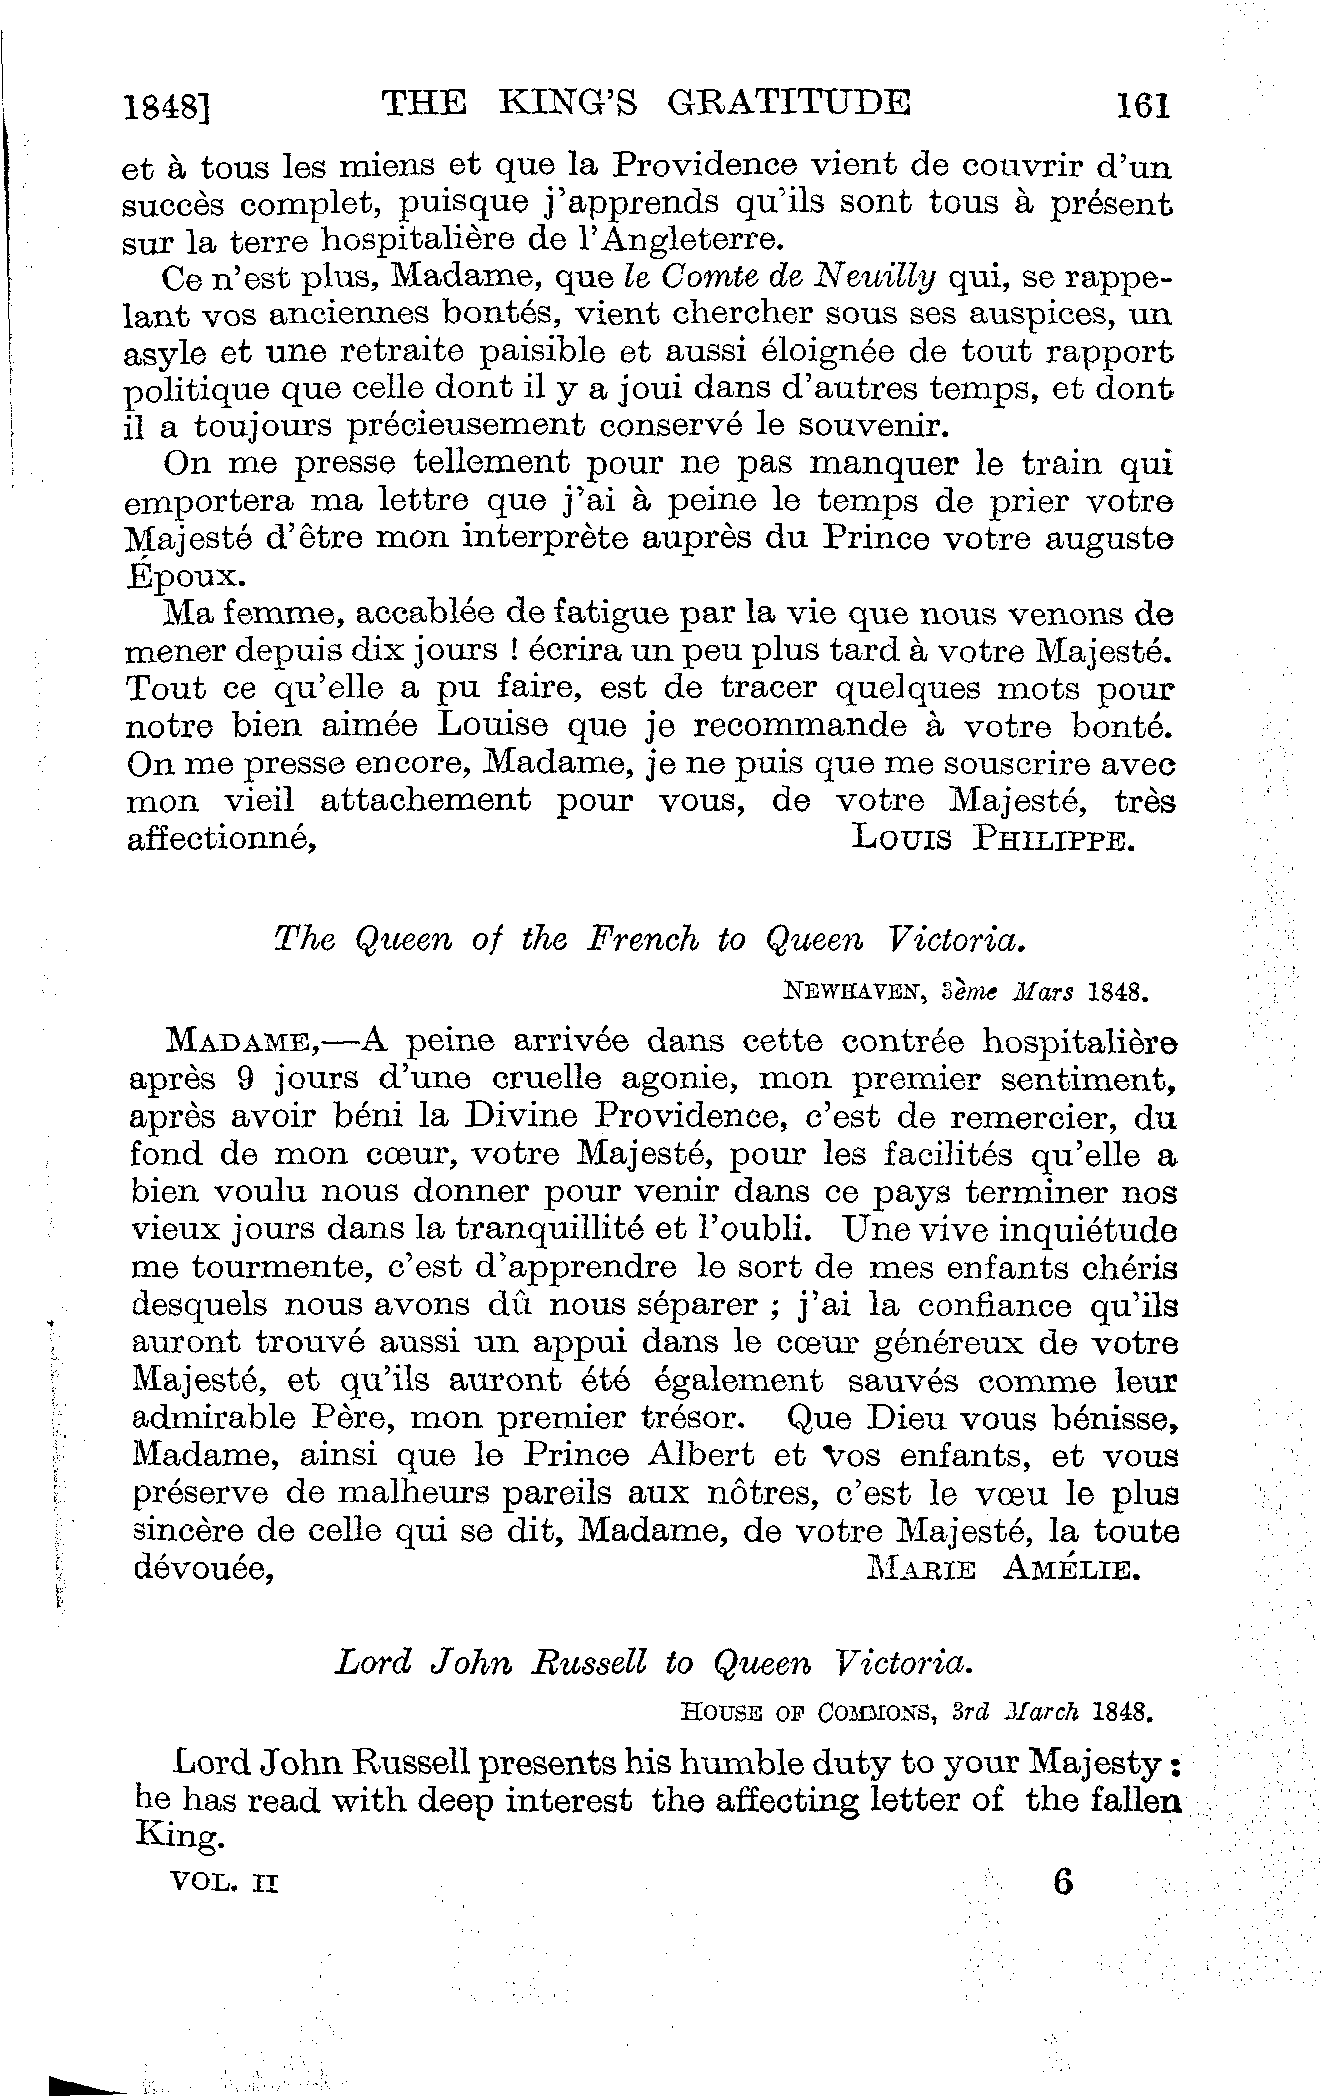 1848] THE KING'S GRATITUDE 161
et à tous les miens et que la Providence vient de couvrir d'un
succès complet, puisque j'apprends qu'ils sont tous à présent
sur la terre hospitalière de l'Angleterre.
Ce n'est plus, Madame, que le Comte de Neuilly qui, se rappe-
lant vos anciennes bontés, vient chercher sous ses auspices, un
asyle et une retraite paisible et aussi éloignée de tout rapport
politique que celle dont il y a joui dans d'autres temps, et dont
il a toujours précieusement conservé le souvenir.
On me presse tellement pour ne pas manquer le train qui
emportera ma lettre que j'ai à peine le temps de prier votre
Majesté d'être mon interprète auprès du Prince votre auguste
Époux.
Ma femme, accablée de fatigue par la vie que nous venons de
mener depuis dix jours ! écrira un peu plus tard à votre Majesté.
Tout ce qu'elle a pu faire, est de tracer quelques mots pour
notre bien aimée Louise que je recommande à votre bonté.
On me presse encore, Madame, je ne puis que me souscrire avec
mon vieil attachement pour vous, de votre Majesté, très
affectionné, LOUIS PHILIPPE.
The Queen of the French to Queen Victoria.
NEWHAVEN, 3ème Mars 1848.
MADAME,—A peine arrivée dans cette contrée hospitalière
après 9 jours d'une cruelle agonie, mon premier sentiment,
après avoir béni la Divine Providence, c'est de remercier, du
fond de mon cœur, votre Majesté, pour les facilités qu'elle a
bien voulu nous donner pour venir dans ce pays terminer nos
vieux jours dans la tranquillité et l'oubli. Une vive inquiétude
me tourmente, c'est d'apprendre le sort de mes enfants chéris
desquels nous avons dû nous séparer ; j'ai la confiance qu'ils
auront trouvé aussi un appui dans le cœur généreux de votre
Majesté, et qu'ils auront été également sauvés comme leur
admirable Père, mon premier trésor. Que Dieu vous bénisse,
Madame, ainsi que le Prince Albert et vos enfants, et vous
préserve de malheurs pareils aux nôtres, c'est le vœu le plus
sincère de celle qui se dit, Madame, de votre Majesté, la toute
dévouée, MARIE AMÉLIE.
Lord John Russell to Queen Victoria.
HOUSE OF COMMONS, 3rd March 1848.
Lord John Russell presents his humble duty to your Majesty :
he has read with deep interest the affecting letter of the fallen
King.
VOL. II 6